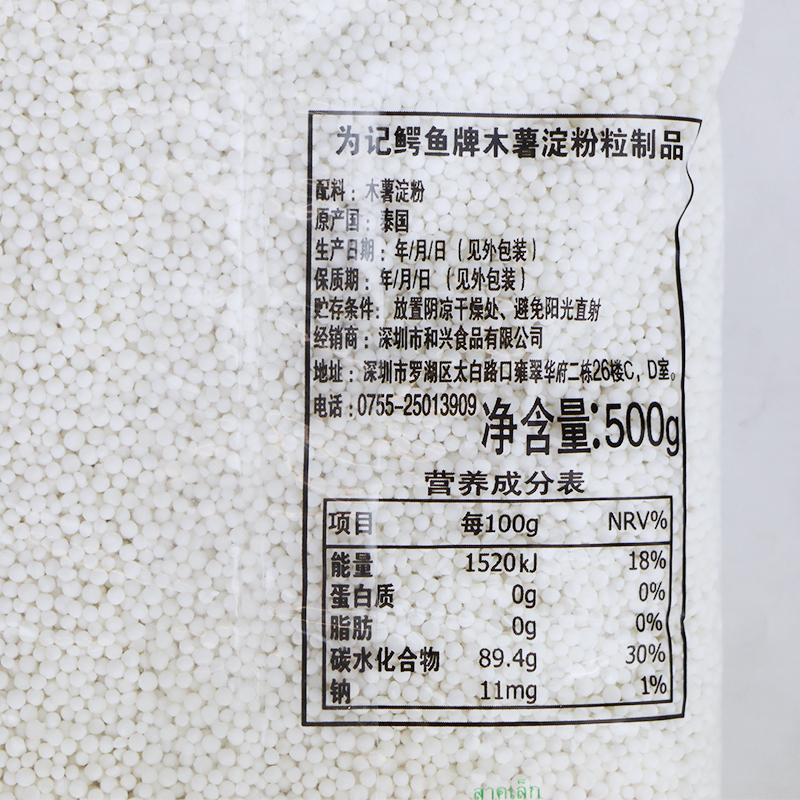 为记鳄鱼牌木薯淀粉粒制品
配料：木薯淀粉
原产国：泰国
生产日期：年/月/日（见外包装）
保质期：年/月/日（见外包装）
贮存条件：放置阴凉干燥处、避免阳光直射
经销商：深圳市和兴食品有限公司
地址：深圳市罗湖区太白路口雍翠华府二栋26楼C，D室。
电话：0755-25013909
净含量:500g
营养成分表
项目 每100g NRV%
能量 1520kJ 18%
蛋白质 0g 0%
脂肪 0g 0%
碳水化合物 89.4g 30%
钠 11mg 1%
สาคูเล็ก